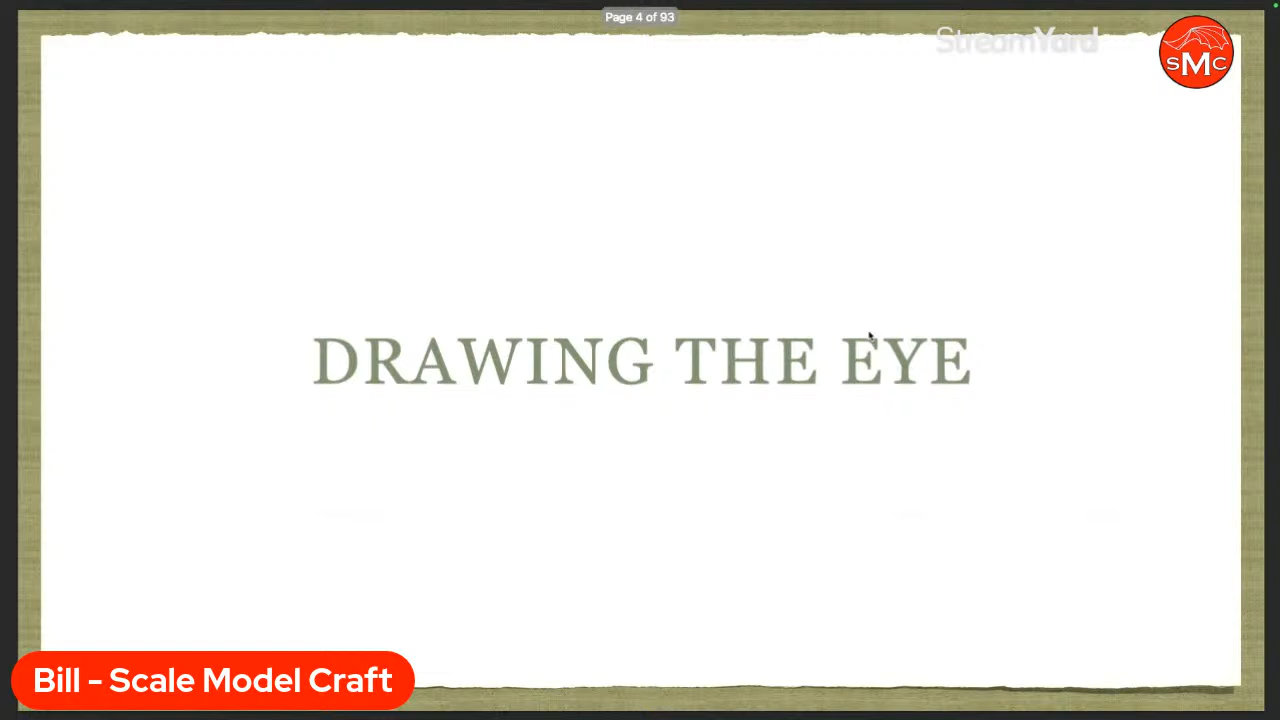 Page 4 of 93
StreamYard
SMC
DRAWING THE EYE
Bill - Scale Model Craft